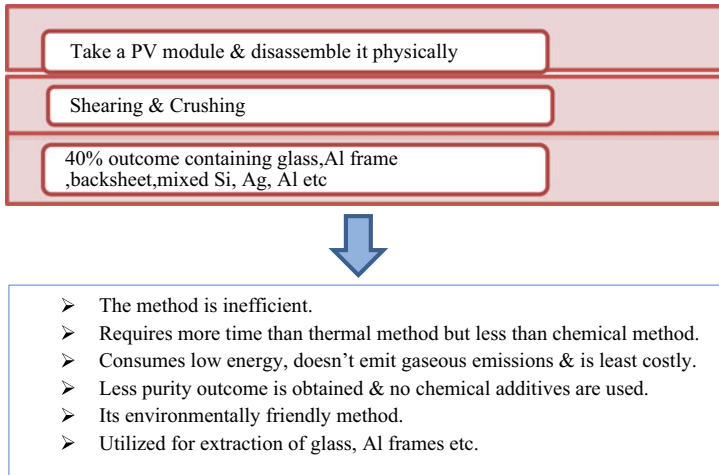 Take a PV module & disassemble it physically
Shearing & Crushing
40% outcome containing glass,Al frame
,backsheet,mixed Si, Ag, Al etc
➢ The method is inefficient.
➢ Requires more time than thermal method but less than chemical method.
➢ Consumes low energy, doesn’t emit gaseous emissions & is least costly.
➢ Less purity outcome is obtained & no chemical additives are used.
➢ Its environmentally friendly method.
➢ Utilized for extraction of glass, Al frames etc.